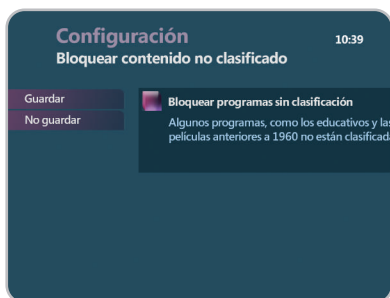 Configuración
10:39
Bloquear contenido no clasificado
Guardar
No guardar
Bloquear programas sin clasificación
Algunos programas, como los educativos y las
películas anteriores a 1960 no están